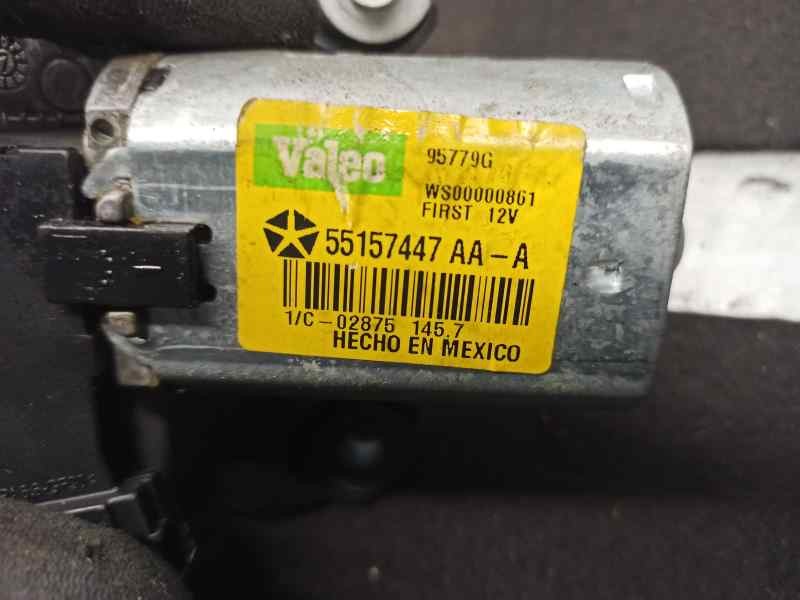 Valeo
95779G
WS00000861
FIRST 12V
55157447 AA-A
1/C-02875 145.7
HECHO EN MEXICO